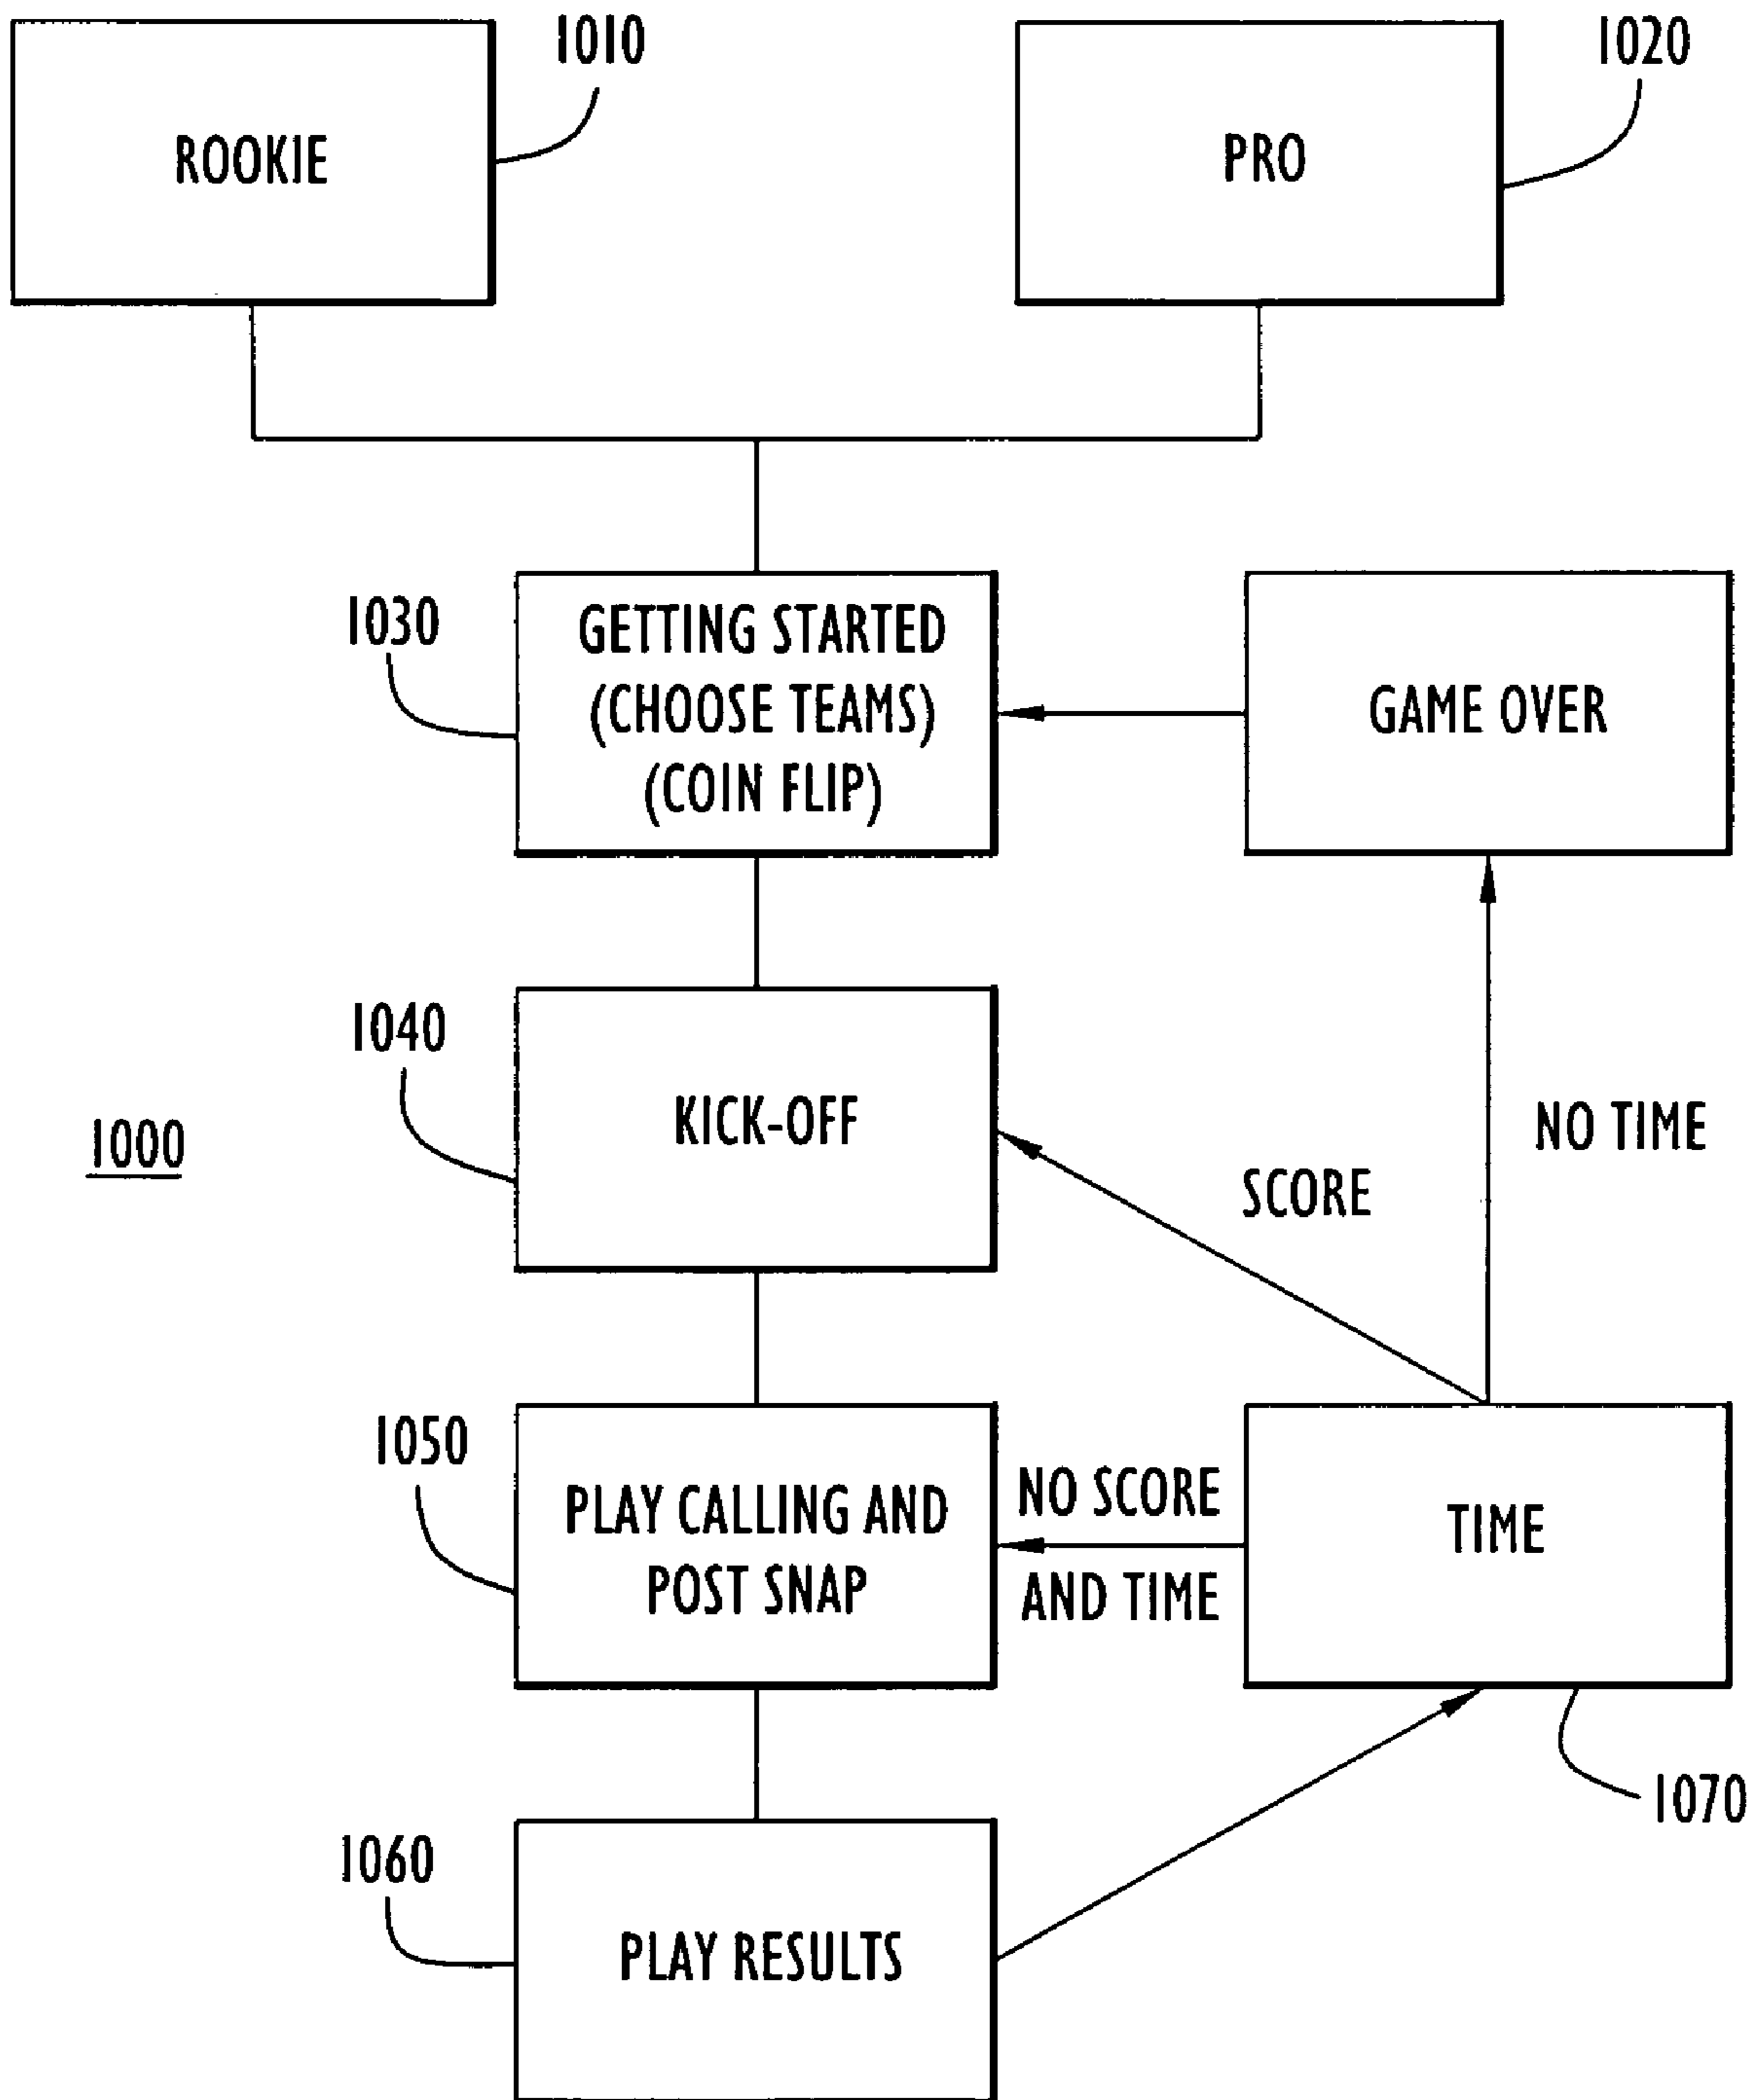 1010
1020
ROOKIE
PRO
1030
GETTING STARTED
(CHOOSE TEAMS)
(COIN FLIP)
GAME OVER
1040
KICK-OFF
1000
NO TIME
SCORE
1050
PLAY CALLING AND
POST SNAP
NO SCORE
AND TIME
TIME
1070
1060
PLAY RESULTS